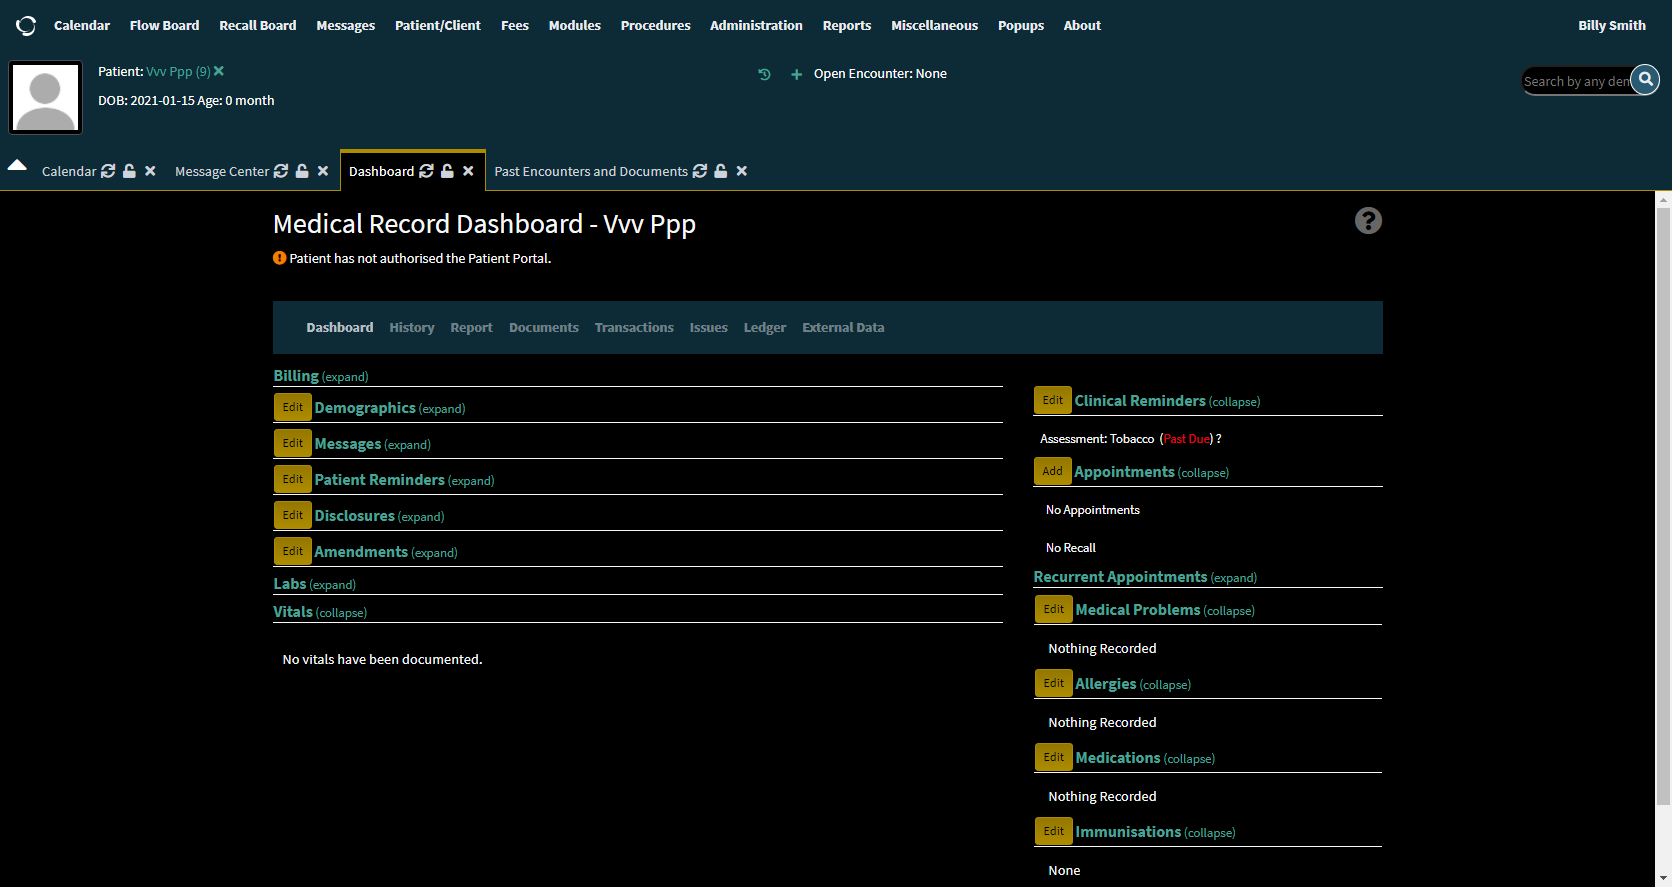 Calendar Flow Board Recall Board Messages Patient/Client Fees Modules Procedures Administration Reports Miscellaneous Popups About Billy Smith
Patient: Vvv Ppp (9)
Open Encounter: None
Search by any den
DOB: 2021-01-15 Age: 0 month
Calendar Message Center Dashboard Past Encounters and Documents
Medical Record Dashboard - Vvv Ppp
Patient has not authorised the Patient Portal.
Dashboard History Report Documents Transactions Issues Ledger External Data
Billing (expand)
Edit Demographics (expand)
Edit Messages (expand)
Edit Patient Reminders (expand)
Edit Disclosures (expand)
Edit Amendments (expand)
Labs (expand)
Vitals (collapse)
No vitals have been documented.
Edit Clinical Reminders (collapse)
Assessment: Tobacco (Past Due) ?
Add Appointments (collapse)
No Appointments
No Recall
Recurrent Appointments (expand)
Edit Medical Problems (collapse)
Nothing Recorded
Edit Allergies (collapse)
Nothing Recorded
Edit Medications (collapse)
Nothing Recorded
Edit Immunisations (collapse)
None